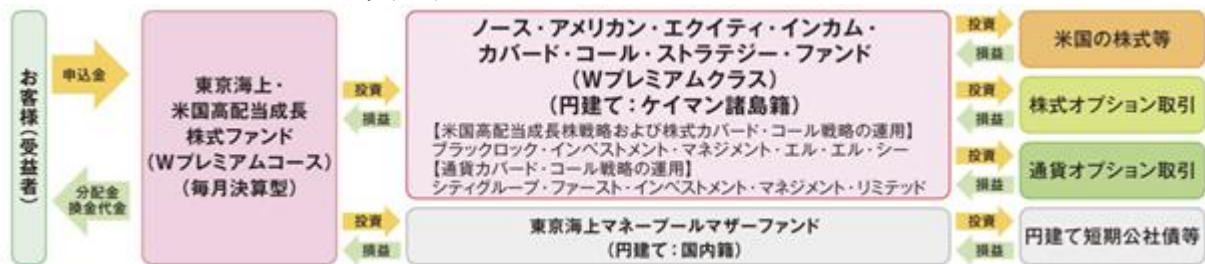 お客様(受益者)
申込金
分配金
換金代金
東京海上・
米国高配当成長
株式ファンド
(Wプレミアムコース)
(毎月決算型)
投資
損益
投資
損益
ノース・アメリカン・エクイティ・インカム・
カバード・コール・ストラテジー・ファンド
(Wプレミアムクラス)
(円建て:ケイマン諸島籍)
【米国高配当成長株戦略および株式カバード・コール戦略の運用】
ブラックロック・インベストメント・マネジメント・エル・エル・シー
【通貨カバード・コール戦略の運用】
シティグループ・ファースト・インベストメント・マネジメント・リミテッド
東京海上マネープールマザーファンド
(円建て:国内籍)
投資
損益
米国の株式等
投資
損益
株式オプション取引
投資
損益
通貨オプション取引
投資
損益
円建て短期公社債等